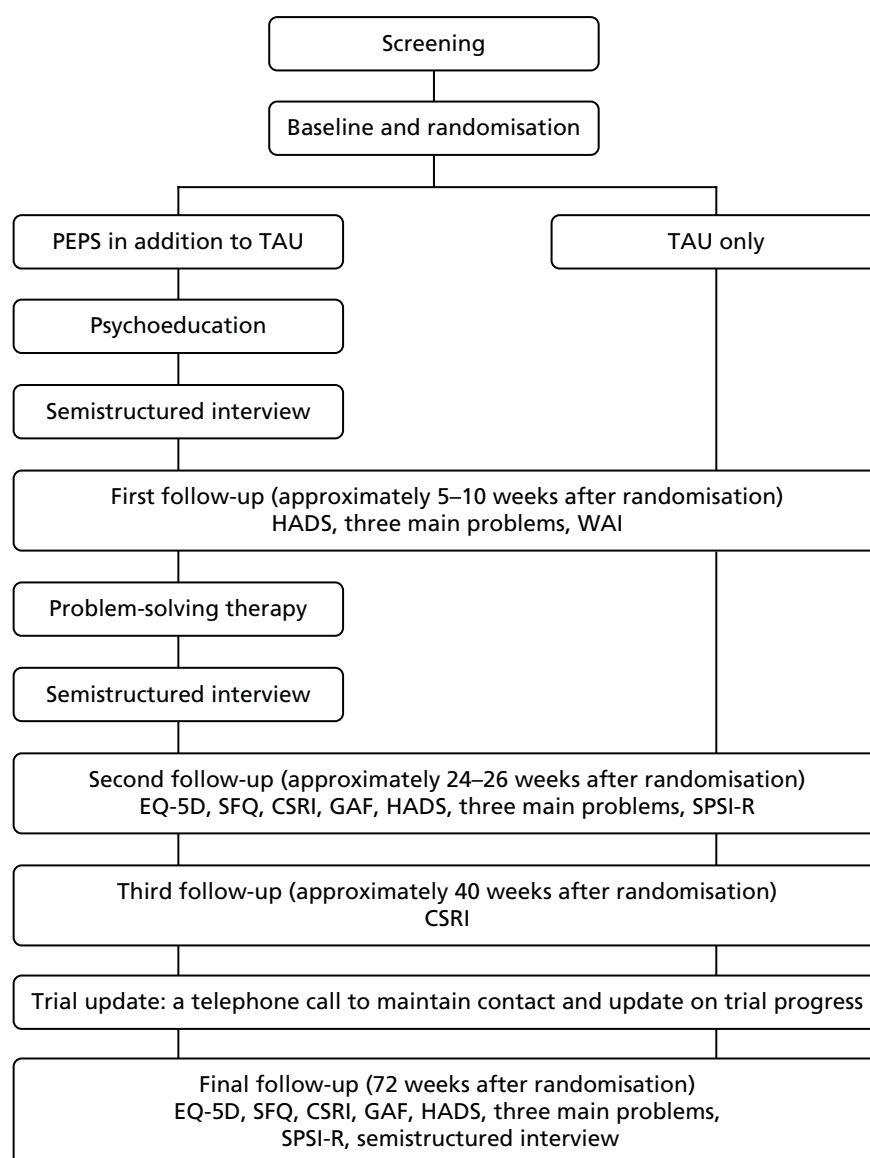 Screening
Baseline and randomisation
PEPS in addition to TAU
TAU only
Psychoeducation
Semistructured interview
First follow-up (approximately 5–10 weeks after randomisation)
HADS, three main problems, WAI
Problem-solving therapy
Semistructured interview
Second follow-up (approximately 24–26 weeks after randomisation)
EQ-5D, SFQ, CSRI, GAF, HADS, three main problems, SPSI-R
Third follow-up (approximately 40 weeks after randomisation)
CSRI
Trial update: a telephone call to maintain contact and update on trial progress
Final follow-up (72 weeks after randomisation)
EQ-5D, SFQ, CSRI, GAF, HADS, three main problems,
SPSI-R, semistructured interview